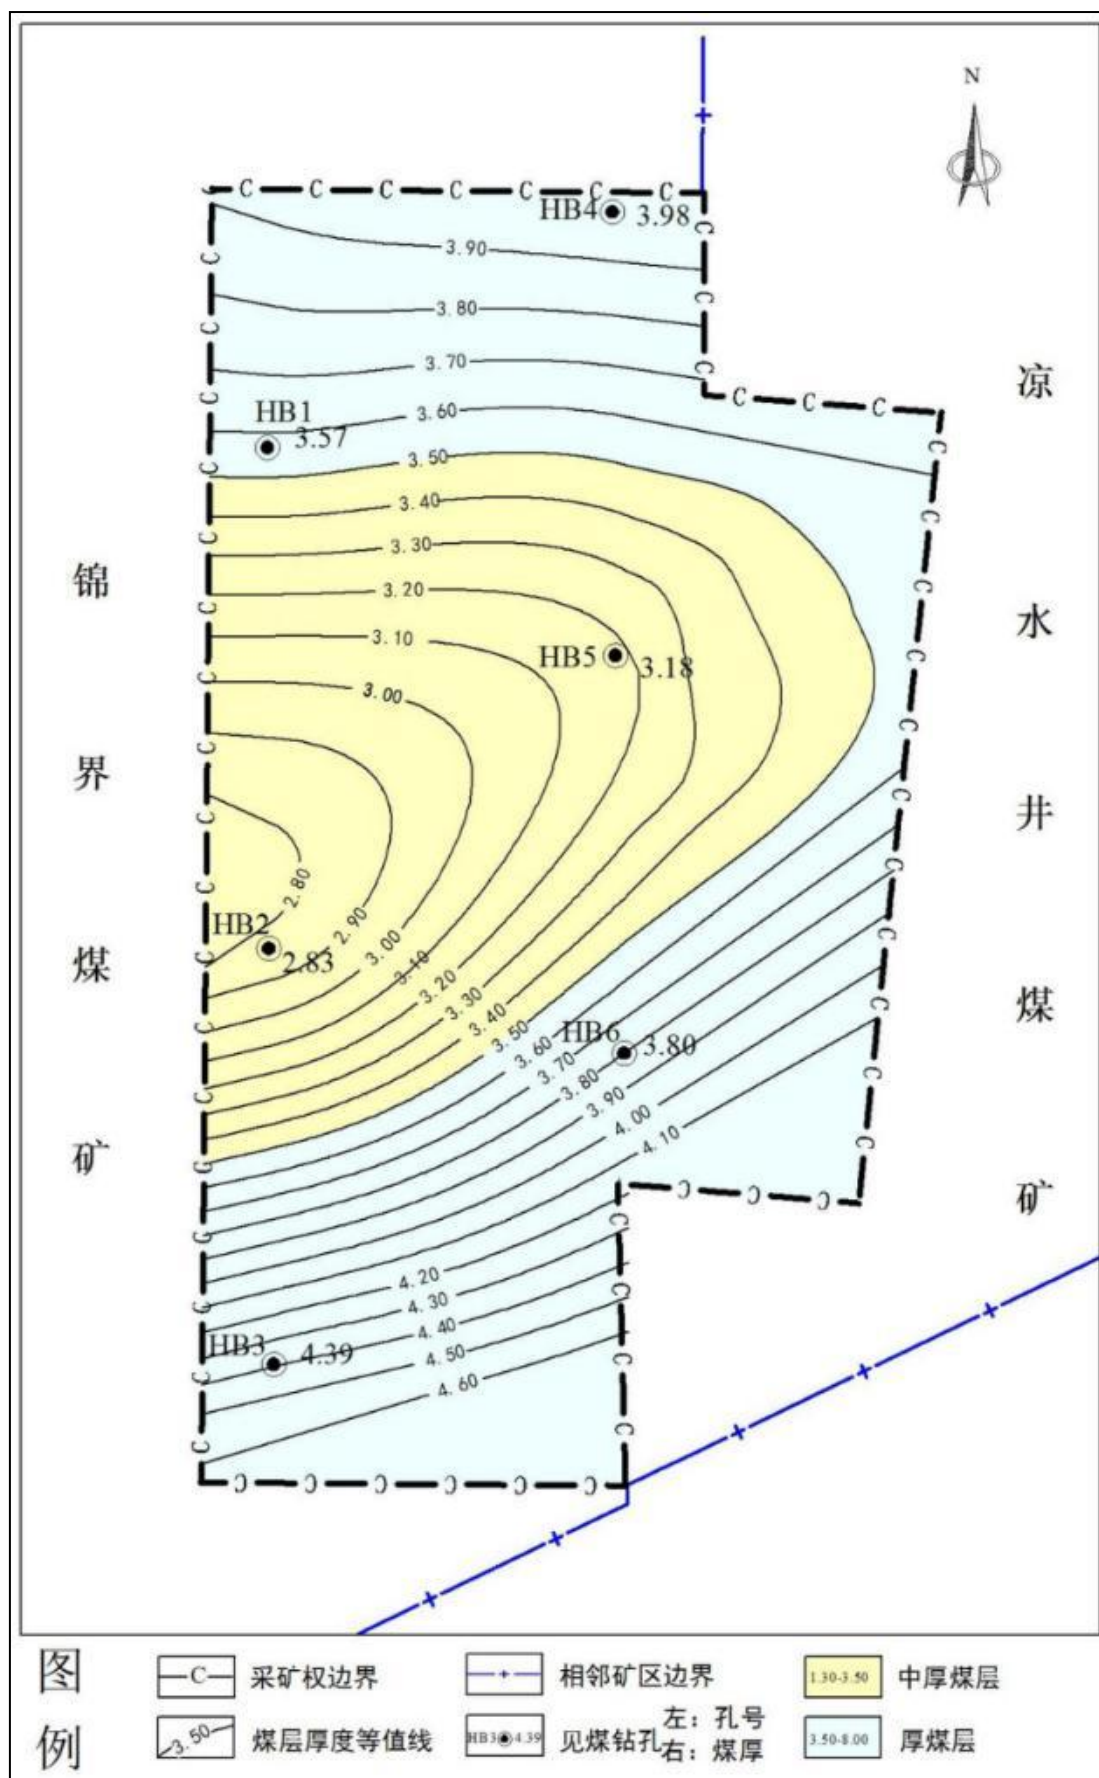 N
HB4 3.98
3.90
3.80
3.70
HB1
3.60
3.57
3.50
3.40
3.30
3.20
3.10
HB5 3.18
3.00
2.80
HB2
2.90
2.83
3.00
3.10
3.20
3.30
3.40
3.50
HB6 3.80
3.60
3.70
3.80
3.90
4.00
4.10
4.20
4.30
4.40
HB3 4.39
4.50
4.60
锦界煤矿
凉水井煤矿
图例
C 采矿权边界
相邻矿区边界
1.30-3.50 中厚煤层
3.50 煤层厚度等值线
HB3 4.39 见煤钻孔 左:孔号
右:煤厚
3.50-8.00 厚煤层